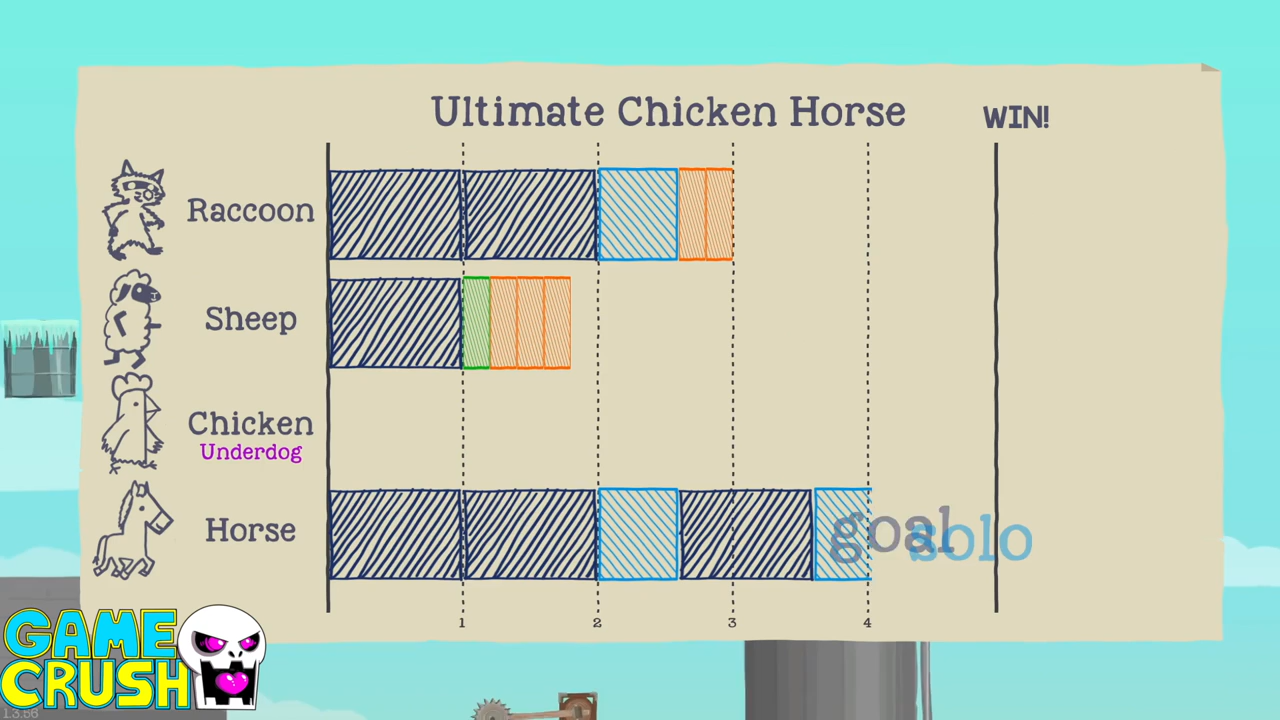 Ultimate Chicken Horse
WIN!
Raccoon
Sheep
Chicken
Underdog
Horse
goal
solo
1 2 3 4
GAME
CRUSH